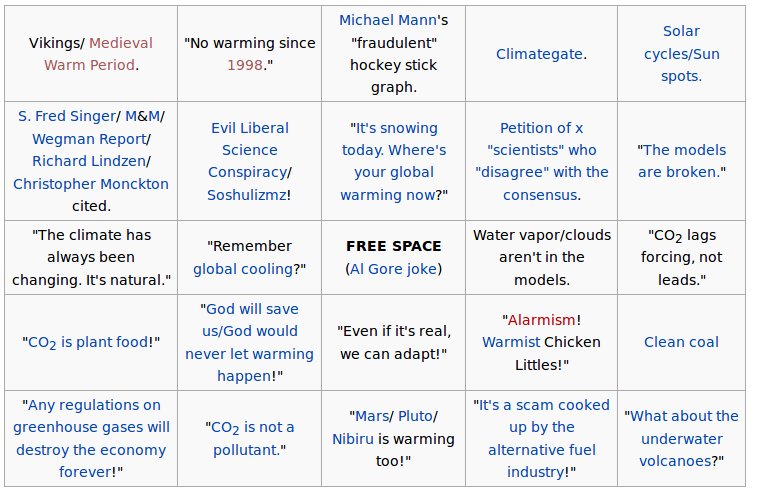 Vikings/ Medieval
Warm Period.
"No warming since
1998."
Michael Mann's
"fraudulent"
hockey stick
graph.
Climategate.
Solar
cycles/Sun
spots.
S. Fred Singer/ M&M/
Wegman Report/
Richard Lindzen/
Christopher Monckton
cited.
Evil Liberal
Science
Conspiracy/
Soshulizmz!
"It's snowing
today. Where's
your global
warming now?"
Petition of x
"scientists" who
"disagree" with the
consensus.
"The models
are broken."
"The climate has
always been
changing. It's natural."
"Remember
global cooling?"
FREE SPACE
(Al Gore joke)
Water vapor/clouds
aren't in the
models.
"CO2 lags
forcing, not
leads."
"CO2 is plant food!"
"God will save
us/God would
never let warming
happen!"
"Even if it's real,
we can adapt!"
"Alarmism!
Warmist Chicken
Littles!"
Clean coal
"Any regulations on
greenhouse gases will
destroy the economy
forever!"
"CO2 is not a
pollutant."
"Mars/ Pluto/
Nibiru is warming
too!"
"It's a scam cooked
up by the
alternative fuel
industry!"
"What about the
underwater
volcanoes?"